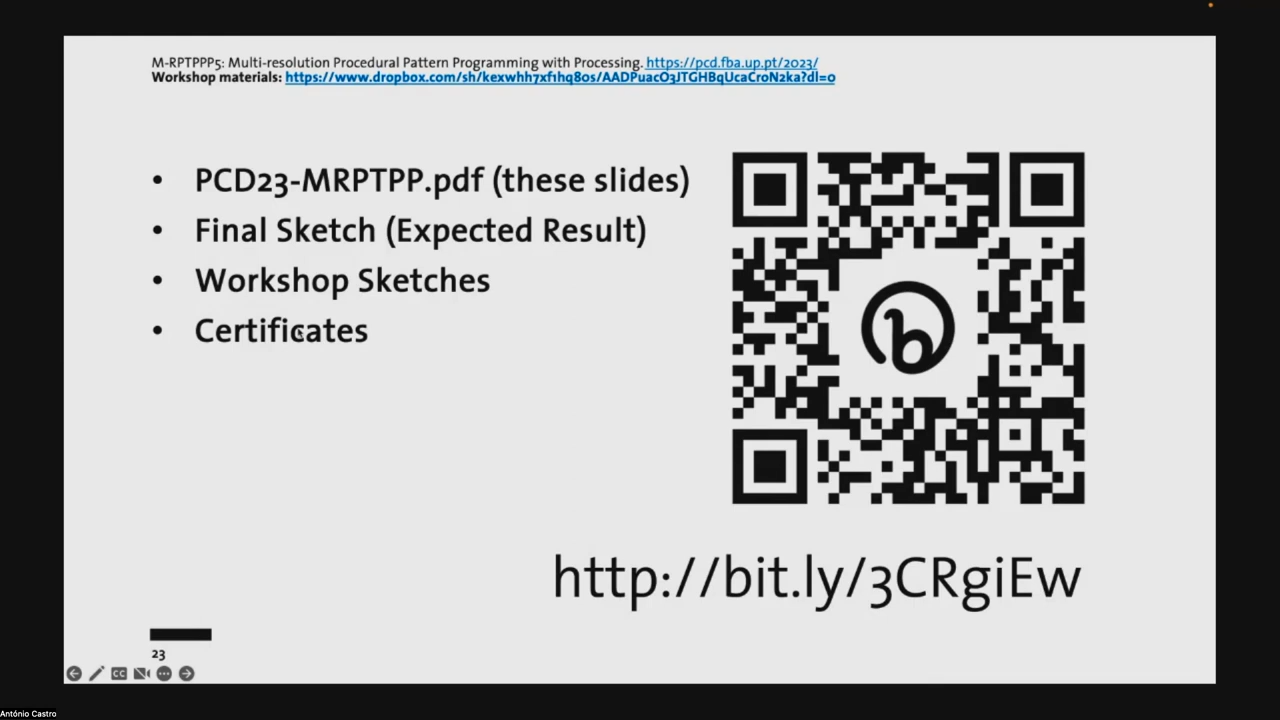 M-RPTPPP5: Multi-resolution Procedural Pattern Programming with Processing. https://pcd.fba.up.pt/2023/
Workshop materials: https://www.dropbox.com/sh/kexwhh7xf1hq80s/AADPuacO3JTGHBqUcaCroN2ka?dl=0
• PCD23-MRPTPP.pdf (these slides)
• Final Sketch (Expected Result)
• Workshop Sketches
• Certificates
b
http://bit.ly/3CRgiEw
23
CC
António Castro